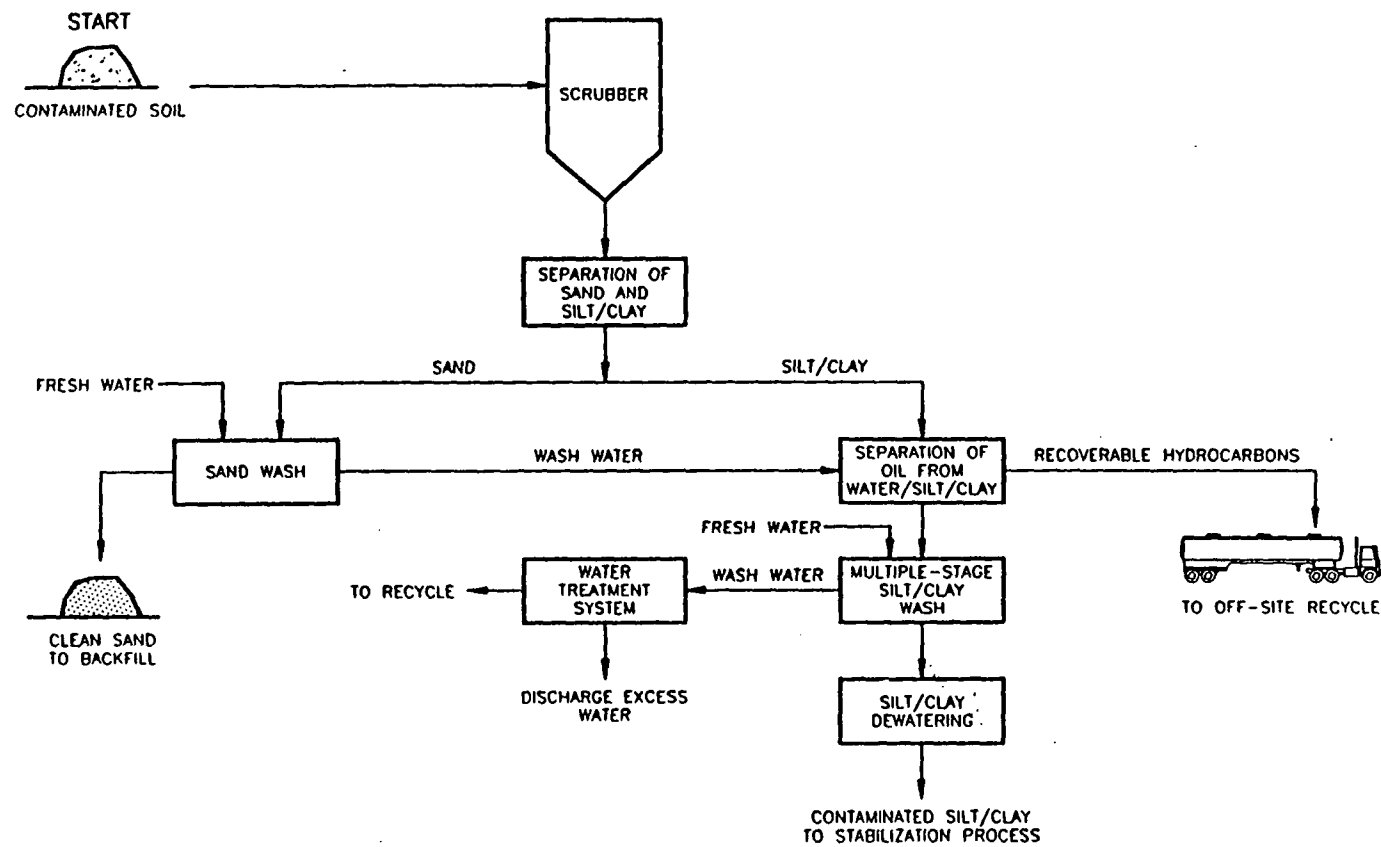 START
CONTAMINATED SOIL
SCRUBBER
SEPARATION OF
SAND AND
SILT/CLAY
SAND
SILT/CLAY
FRESH WATER
SAND WASH
WASH WATER
SEPARATION OF
OIL FROM
WATER/SILT/CLAY
RECOVERABLE HYDROCARBONS
TO OFF-SITE RECYCLE
CLEAN SAND
TO BACKFILL
FRESH WATER
MULTIPLE-STAGE
SILT/CLAY
WASH
WASH WATER
WATER
TREATMENT
SYSTEM
TO RECYCLE
DISCHARGE EXCESS
WATER
SILT/CLAY
DEWATERING
CONTAMINATED SILT/CLAY
TO STABILIZATION PROCESS